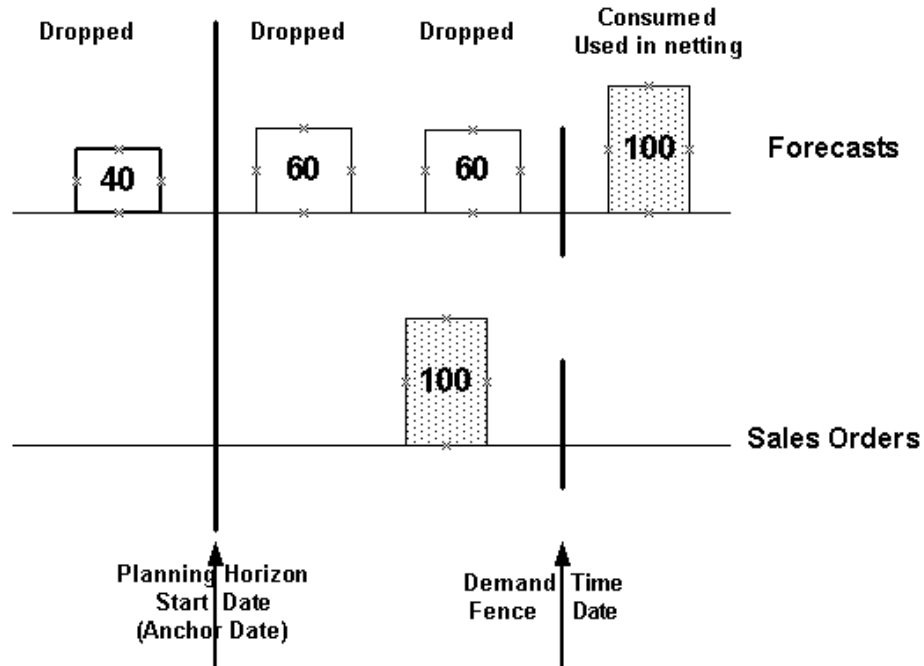 Dropped
Dropped
Dropped
Consumed
Used in netting
40
60
60
100
Forecasts
100
Sales Orders
Planning Horizon
Start Date
(Anchor Date)
Demand Time
Fence Date